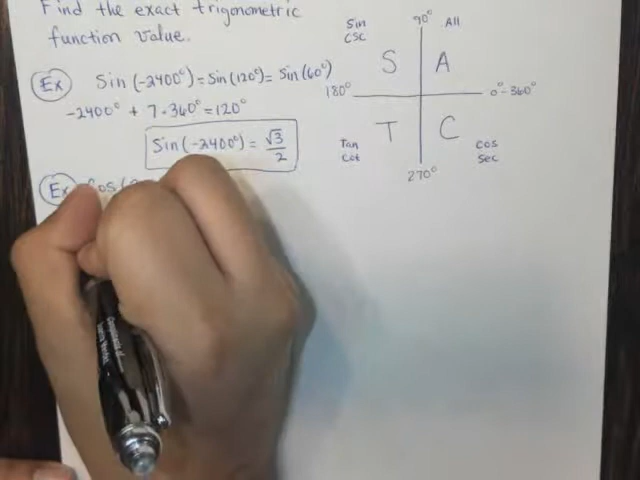 Find the exact trigonometric
function value.
Ex Sin(-2400°) = Sin(120°) = Sin(60°)
-2400° + 7·360° = 120°
Sin(-2400°) = √3/2
Ex Cos(
90° All
Sin
CSC
S A
180° 0°-360°
T C
Tan
Cot
Cos
Sec
270°